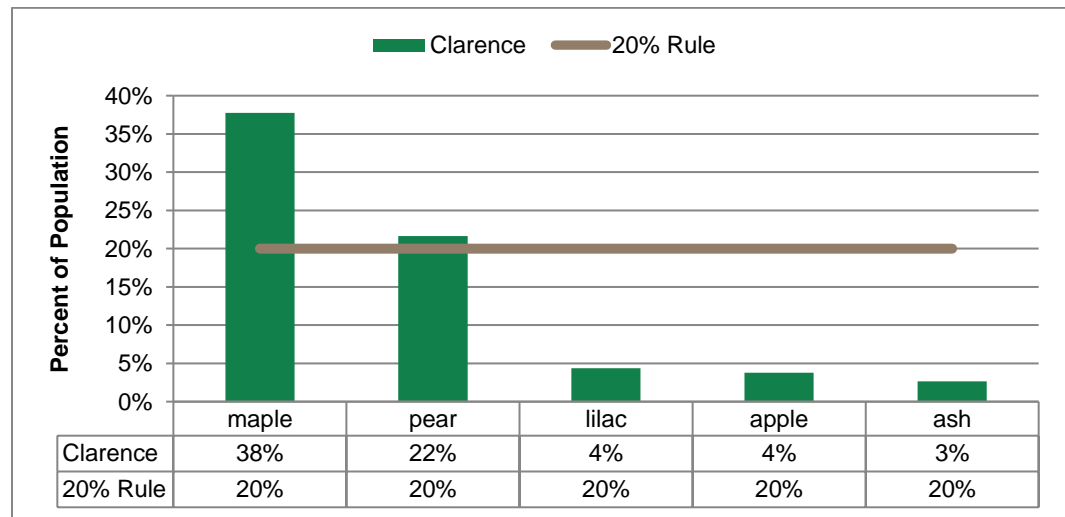 Clarence 20% Rule
Percent of Population
40%
35%
30%
25%
20%
15%
10%
5%
0%
maple pear lilac apple ash
Clarence 38% 22% 4% 4% 3%
20% Rule 20% 20% 20% 20% 20%